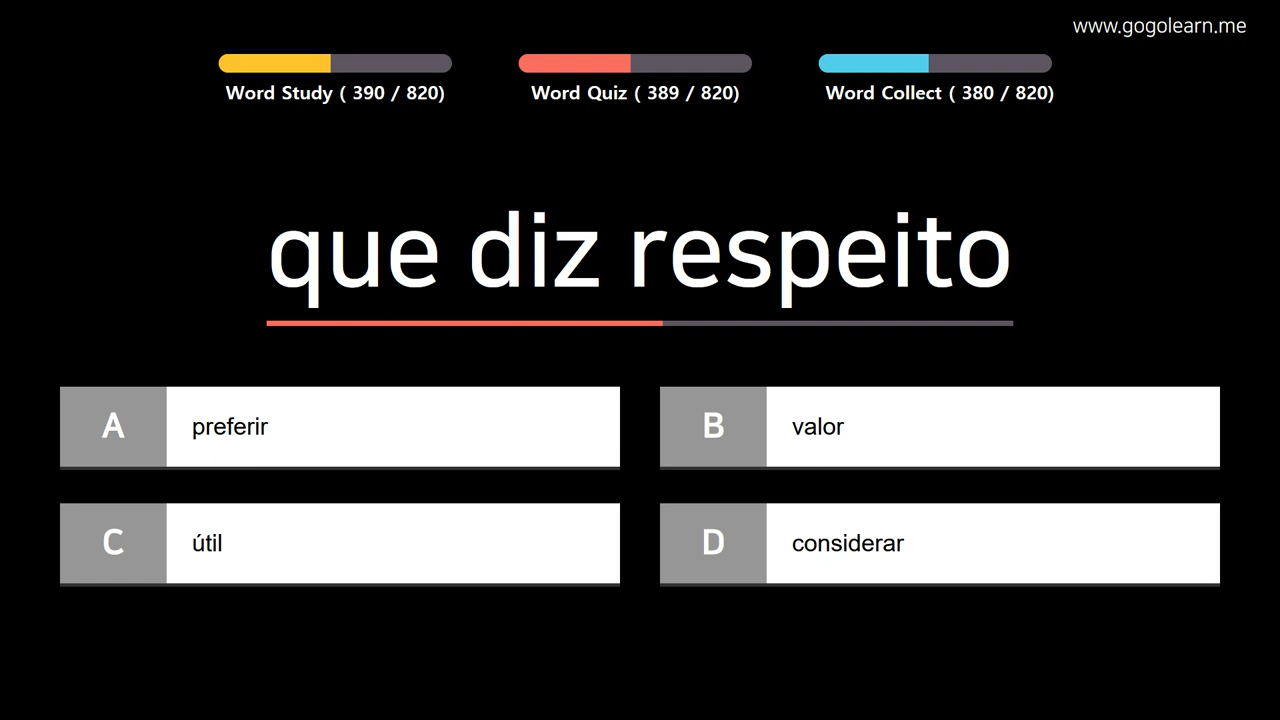 www.gogolearn.me
Word Study ( 390 / 820)
Word Quiz ( 389 / 820)
Word Collect ( 380 / 820)
que diz respeito
A preferir
B valor
C útil
D considerar